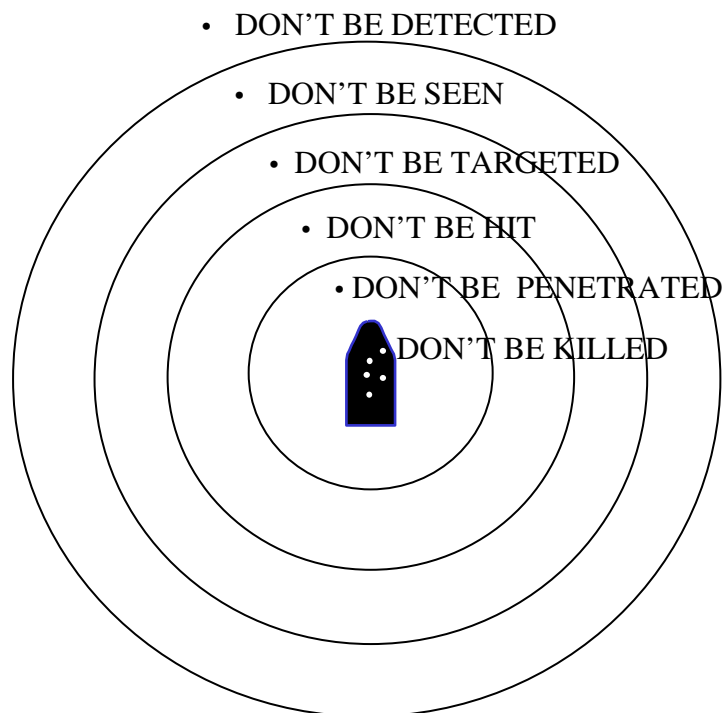 • DON’T BE DETECTED
• DON’T BE SEEN
• DON’T BE TARGETED
• DON’T BE HIT
• DON’T BE PENETRATED
DON’T BE KILLED